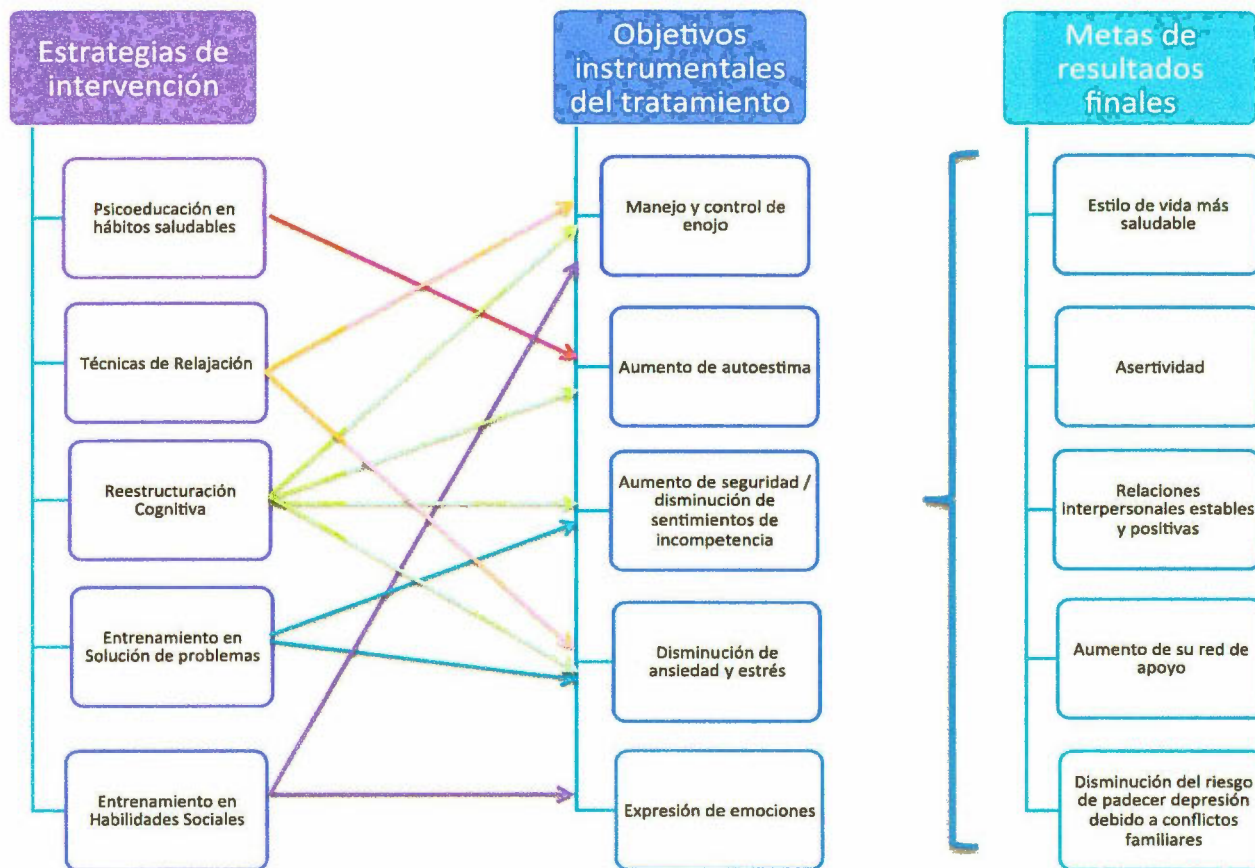 Estrategias de
intervención
Psicoeducación en
hábitos saludables
Técnicas de Relajación
Reestructuración
Cognitiva
Entrenamiento en
Solución de problemas
Entrenamiento en
Habilidades Sociales
Objetivos
instrumentales
del tratamiento
Manejo y control de
enojo
Aumento de autoestima
Aumento de seguridad /
disminución de
sentimientos de
incompetencia
Disminución de
ansiedad y estrés
Expresión de emociones
Metas de
resultados
finales
Estilo de vida más
saludable
Asertividad
Relaciones
interpersonales estables
y positivas
Aumento de su red de
apoyo
Disminución del riesgo
de padecer depresión
debido a conflictos
familiares